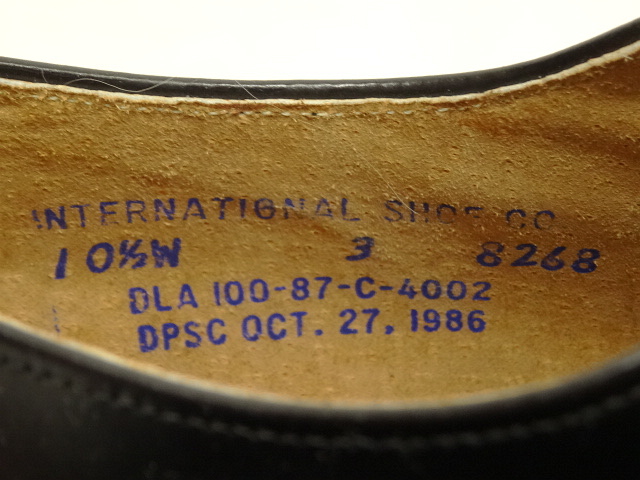 INTERNATIONAL SHOE CO
10½W 3 8268
DLA 100-87-C-4002
DPSC OCT. 27, 1986